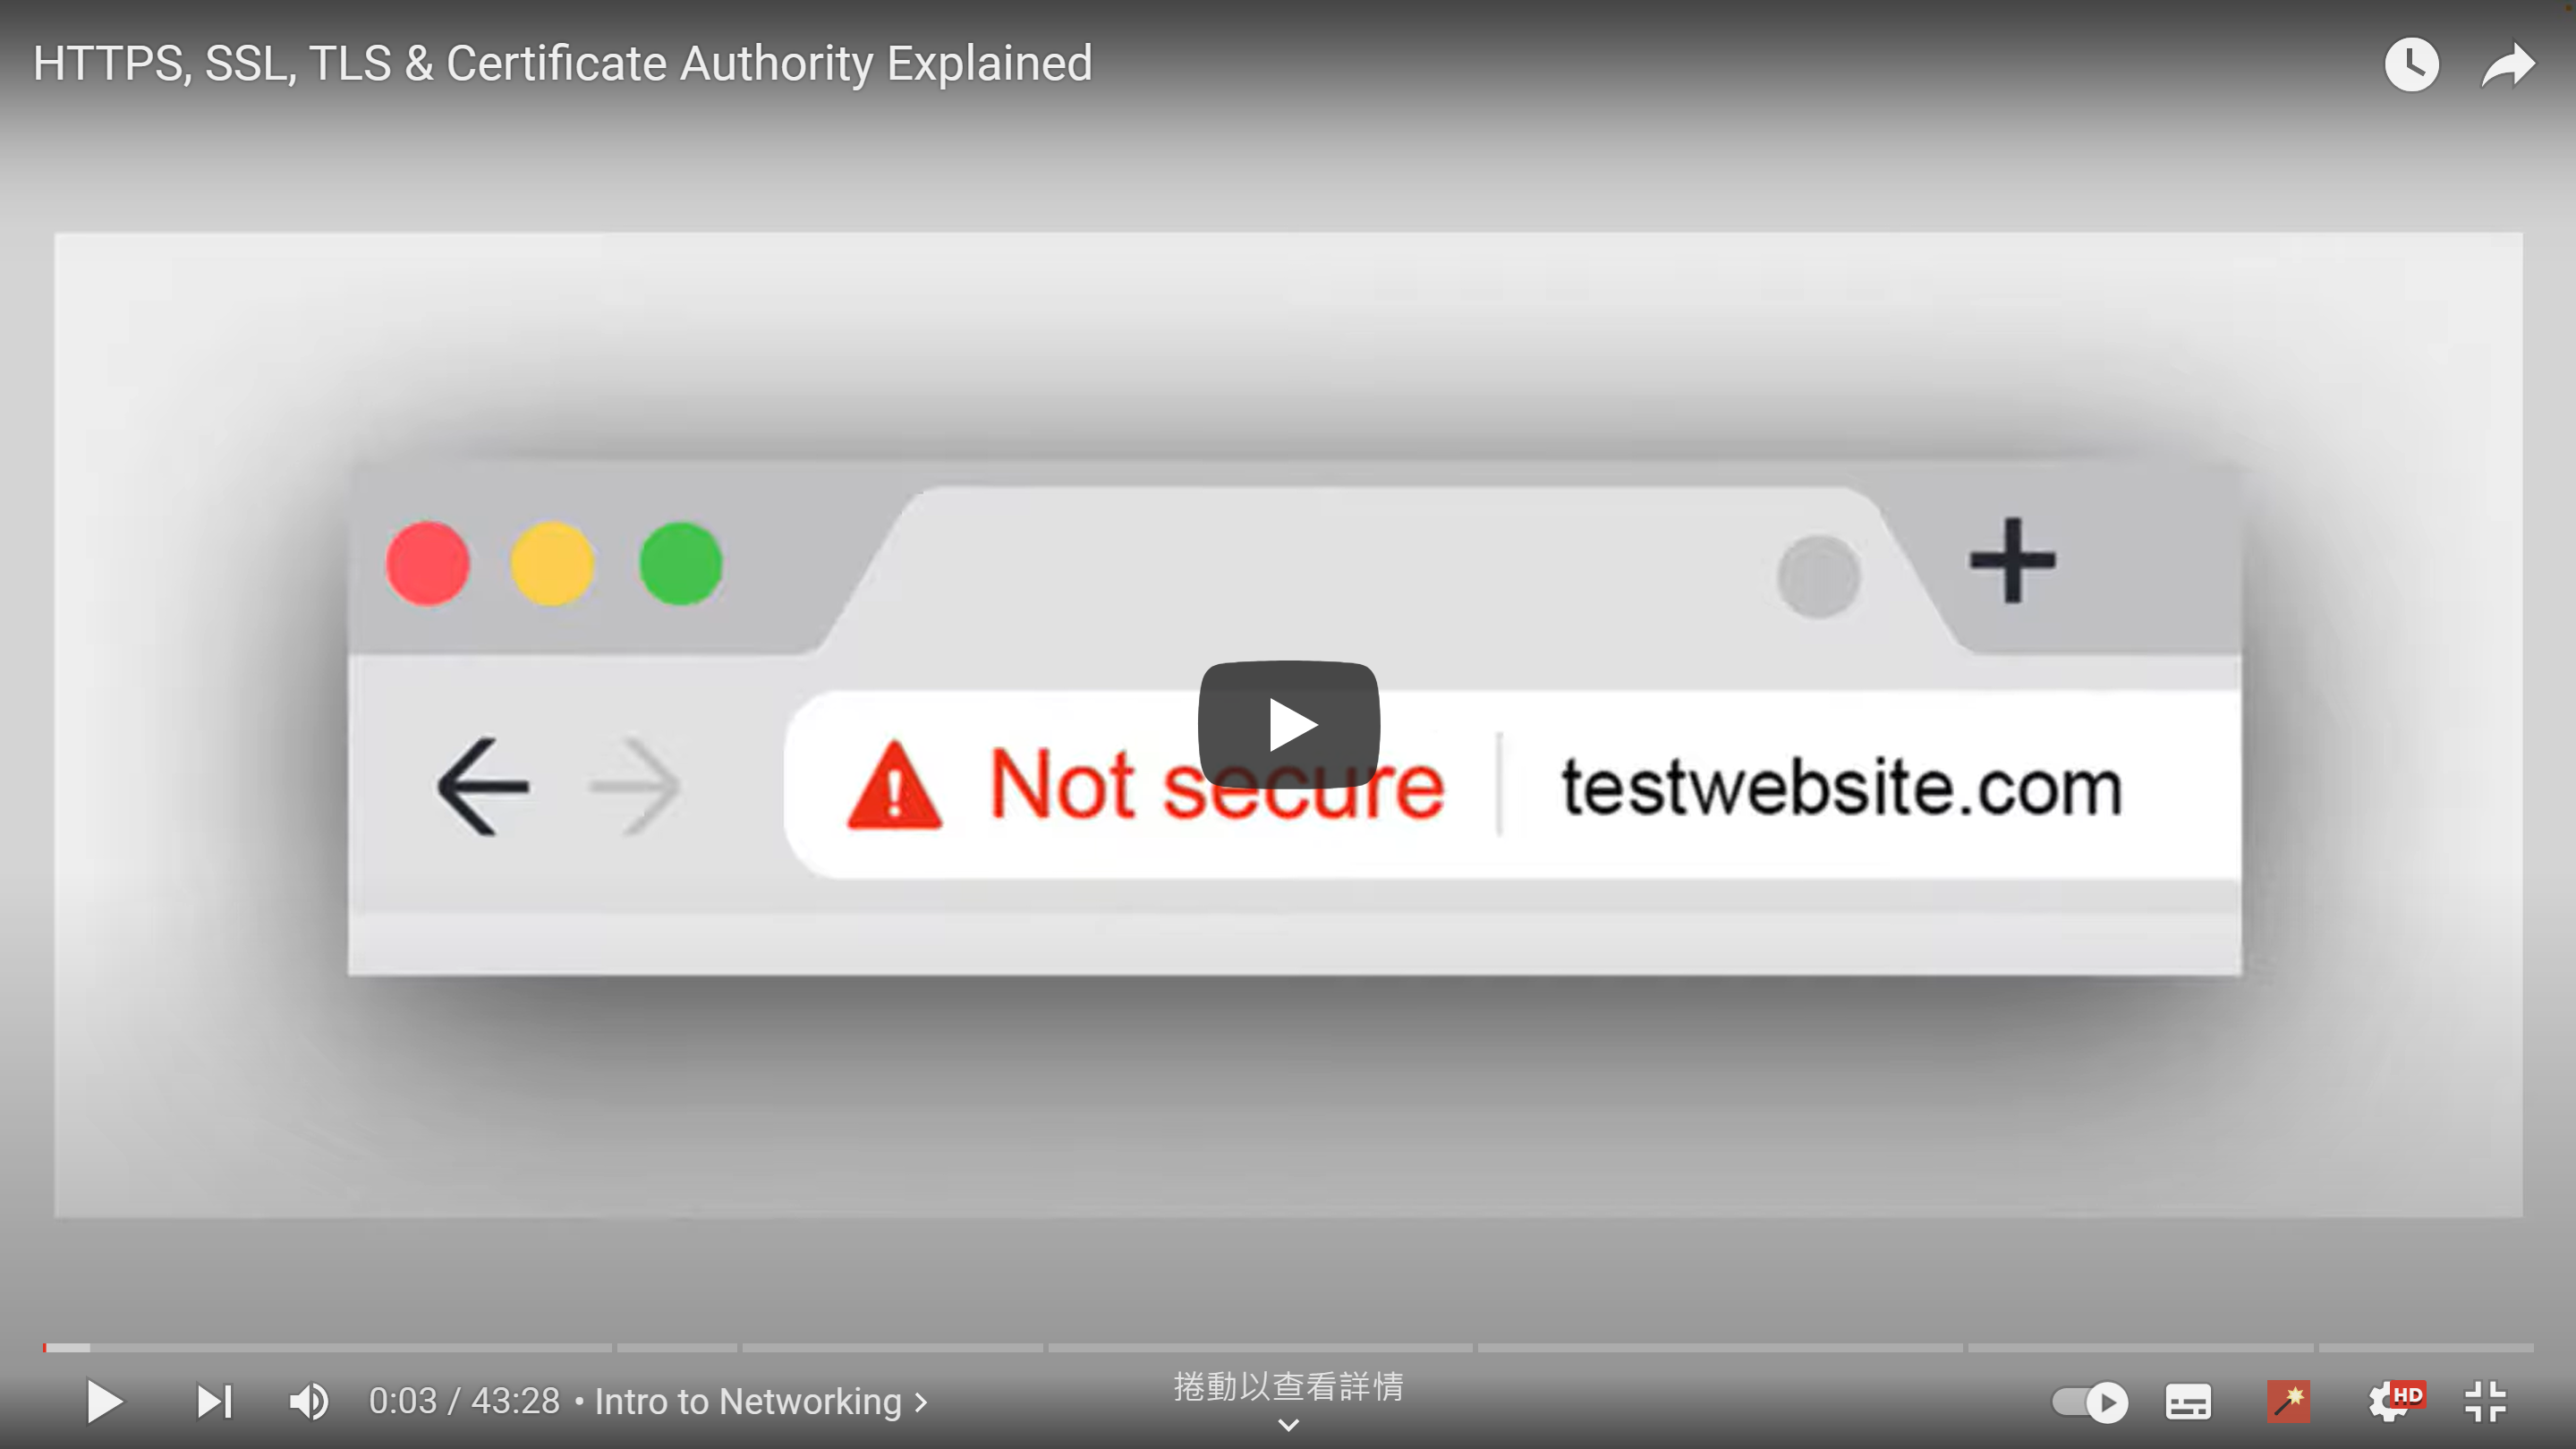 HTTPS, SSL, TLS & Certificate Authority Explained
Not secure
testwebsite.com
0:03 / 43:28 • Intro to Networking
捲動以查看詳情
HD